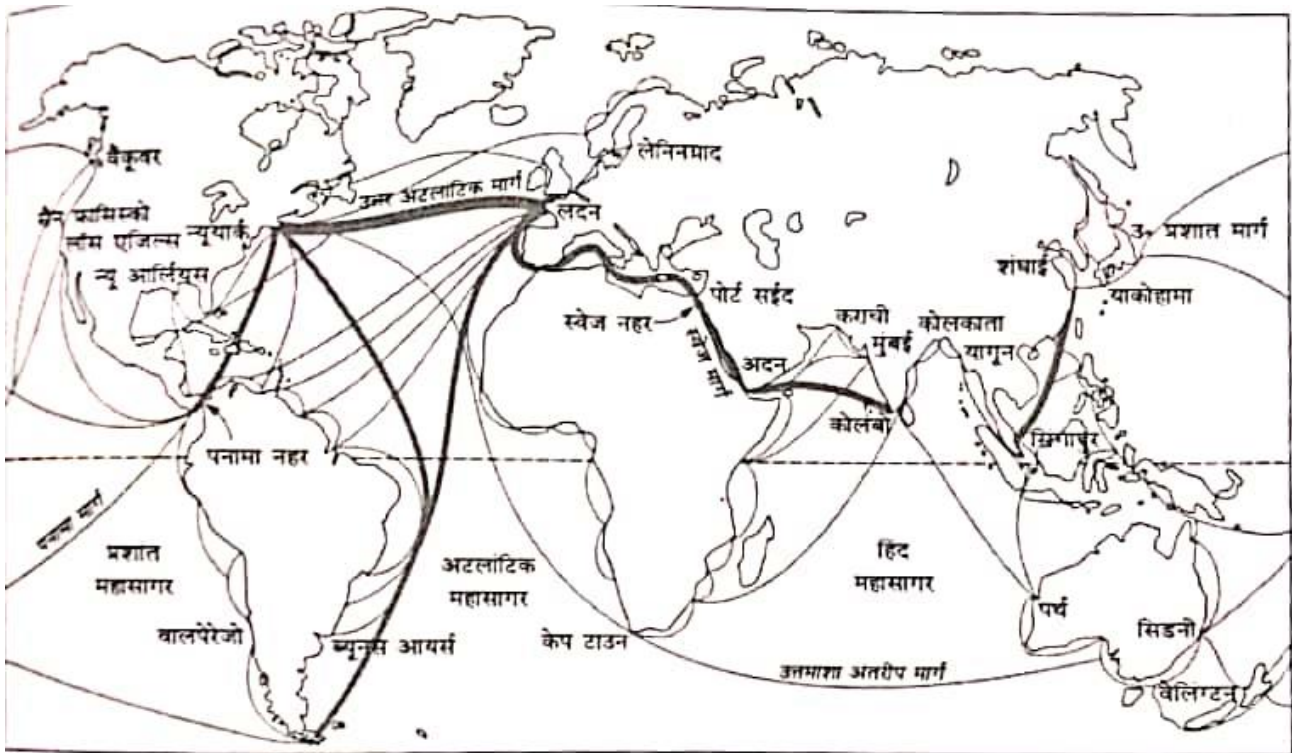 वैंकूवर
लेनिनग्राद
उत्तर अटलांटिक मार्ग
लंदन
सैन फ्रांसिस्को
लॉस एंजिल्स
न्यूयार्क
न्यू आर्लियंस
उ. प्रशांत मार्ग
शंघाई
याकोहामा
पोर्ट सईद
स्वेज नहर
स्वेज मार्ग
कराची
मुंबई
कोलकाता
यागून
अदन
कोलंबो
सिंगापुर
पनामा नहर
पनामा मार्ग
प्रशांत
महासागर
अटलांटिक
महासागर
हिंद
महासागर
पर्थ
सिडनी
वालपेरेजो
ब्यूनस आयर्स
केप टाउन
उत्तमाशा अंतरीप मार्ग
वेलिंग्टन